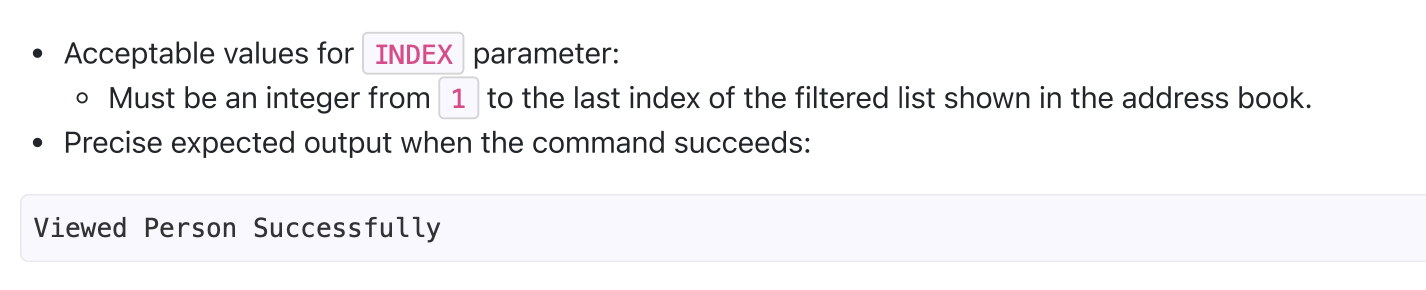 Acceptable values for INDEX parameter:
Must be an integer from 1 to the last index of the filtered list shown in the address book.
Precise expected output when the command succeeds:
Viewed Person Successfully